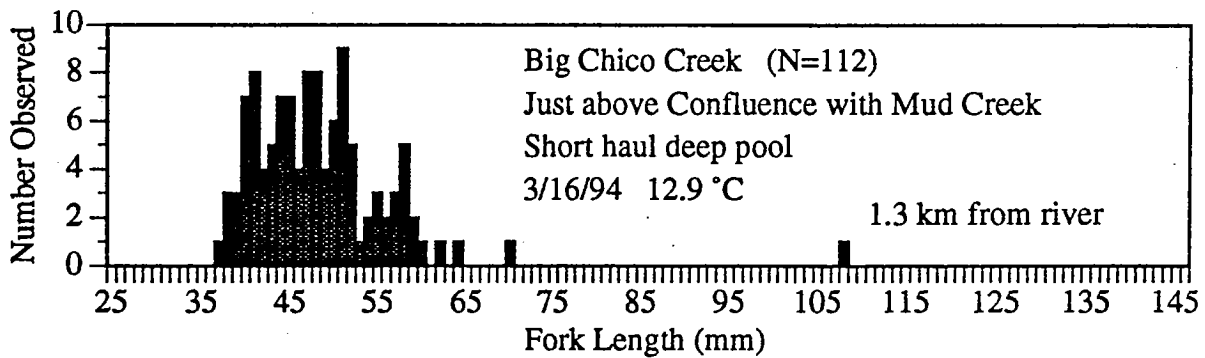 10
8
6
4
2
0
Number Observed
Big Chico Creek (N=112)
Just above Confluence with Mud Creek
Short haul deep pool
3/16/94 12.9 °C
1.3 km from river
25 35 45 55 65 75 85 95 105 115 125 135 145
Fork Length (mm)